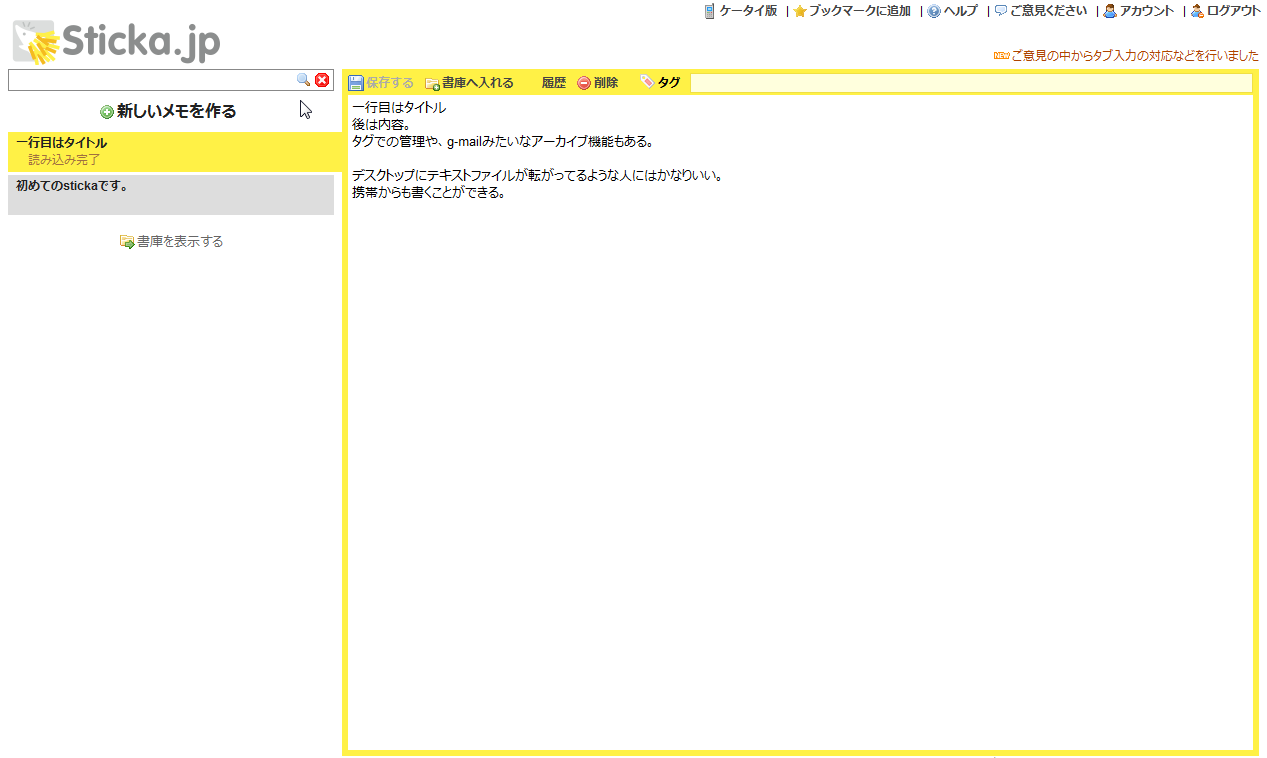 ケータイ版 | ブックマークに追加 | ヘルプ | ご意見ください | アカウント | ログアウト
Sticka.jp
NEW ご意見の中からタブ入力の対応などを行いました
保存する 書庫へ入れる 履歴 削除 タグ
新しいメモを作る
一行目はタイトル
読み込み完了
初めてのstickaです。
書庫を表示する
一行目はタイトル
後は内容。
タグでの管理や、g-mailみたいなアーカイブ機能もある。
デスクトップにテキストファイルが転がってるような人にはかなりいい。
携帯からも書くことができる。